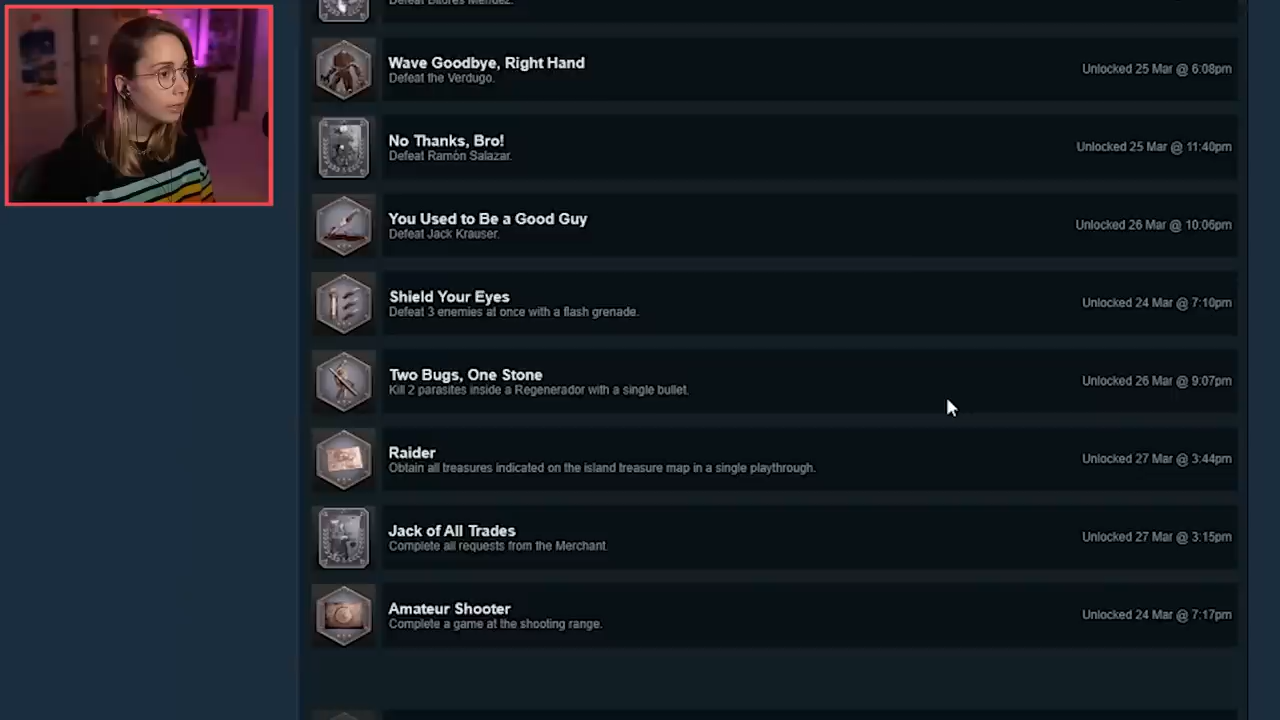 Defeat Bitores Mendez.
Wave Goodbye, Right Hand
Defeat the Verdugo.
Unlocked 25 Mar @ 6:08pm
No Thanks, Bro!
Defeat Ramón Salazar.
Unlocked 25 Mar @ 11:40pm
You Used to Be a Good Guy
Defeat Jack Krauser.
Unlocked 26 Mar @ 10:06pm
Shield Your Eyes
Defeat 3 enemies at once with a flash grenade.
Unlocked 24 Mar @ 7:10pm
Two Bugs, One Stone
Kill 2 parasites inside a Regenerador with a single bullet.
Unlocked 26 Mar @ 9:07pm
Raider
Obtain all treasures indicated on the island treasure map in a single playthrough.
Unlocked 27 Mar @ 3:44pm
Jack of All Trades
Complete all requests from the Merchant.
Unlocked 27 Mar @ 3:15pm
Amateur Shooter
Complete a game at the shooting range.
Unlocked 24 Mar @ 7:17pm